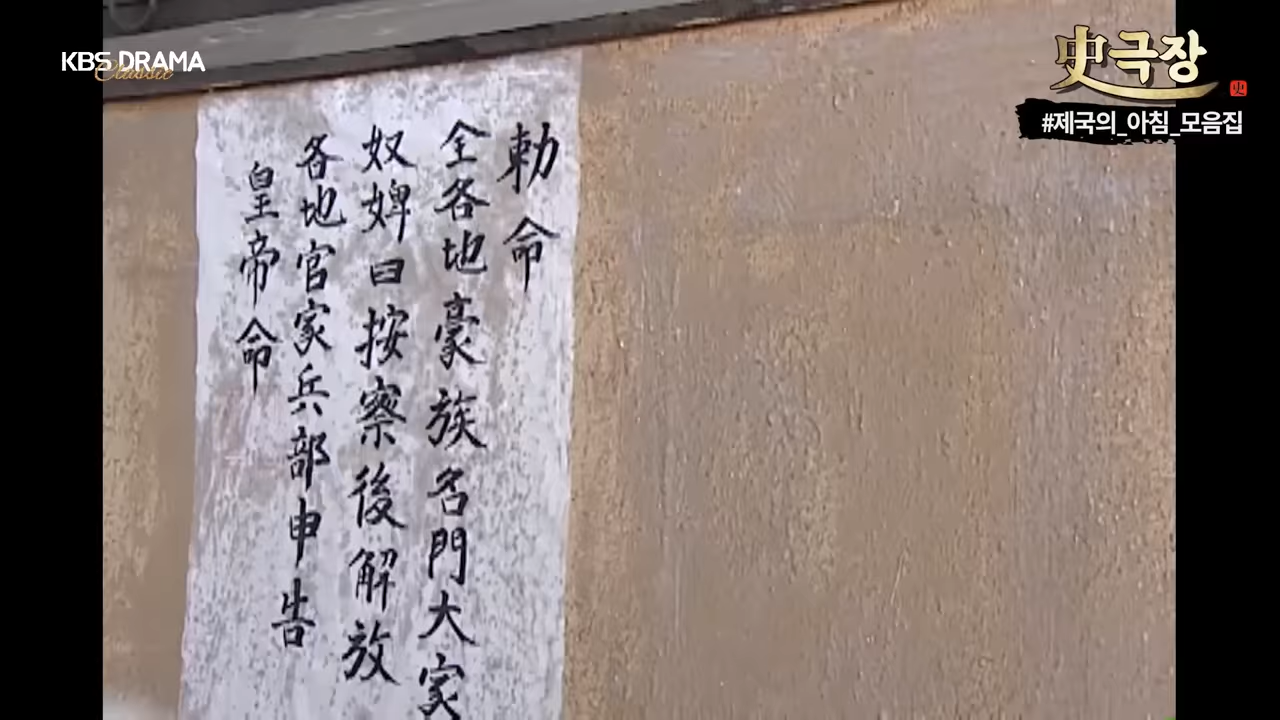 KBS DRAMA
Classic
史극장
#제국의_아침_모음집
勅命
全各地豪族名門大家
奴婢曰按察後解放
各地官家兵部申告
皇帝命